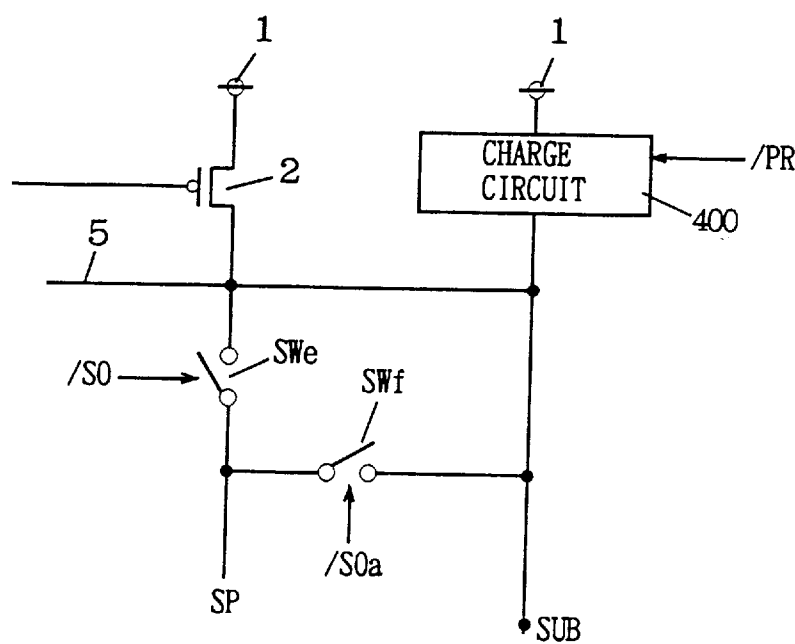 1
1
CHARGE
CIRCUIT
/PR
2
400
5
SWe
/S0
SWf
/S0a
SP
SUB